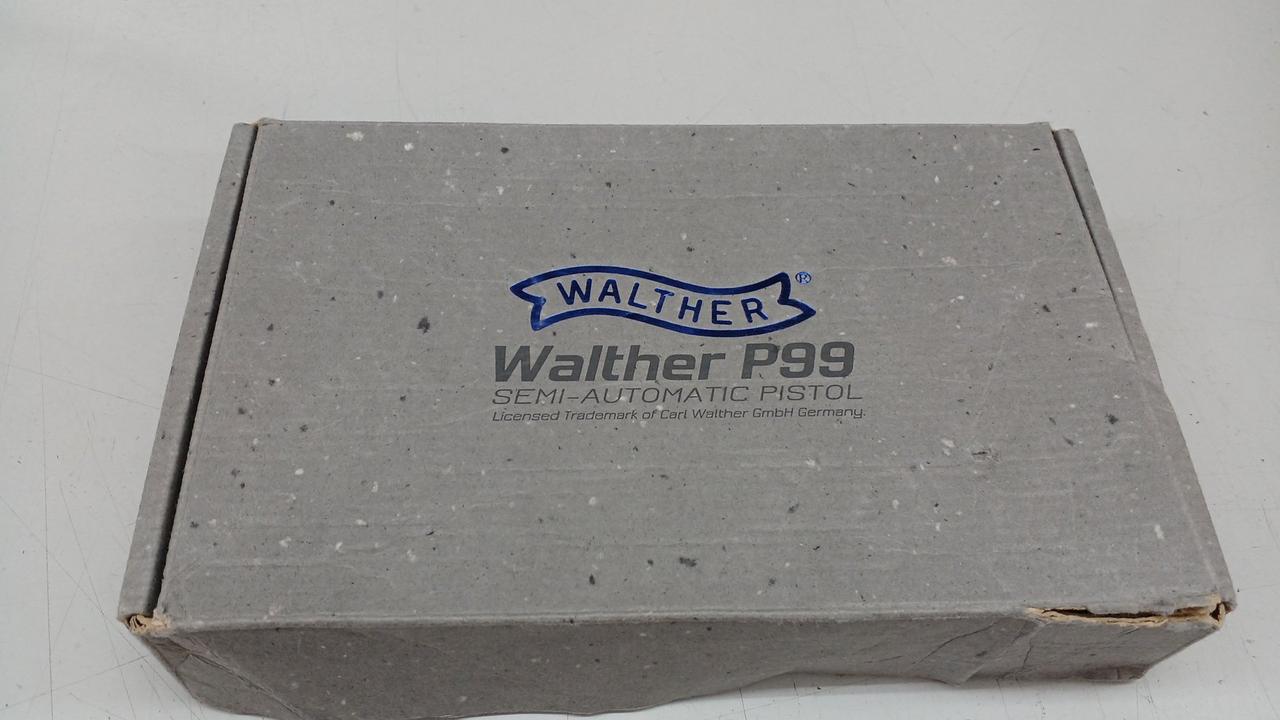 WALTHER®
Walther P99
SEMI-AUTOMATIC PISTOL
Licensed Trademark of Carl Walther GmbH Germany.